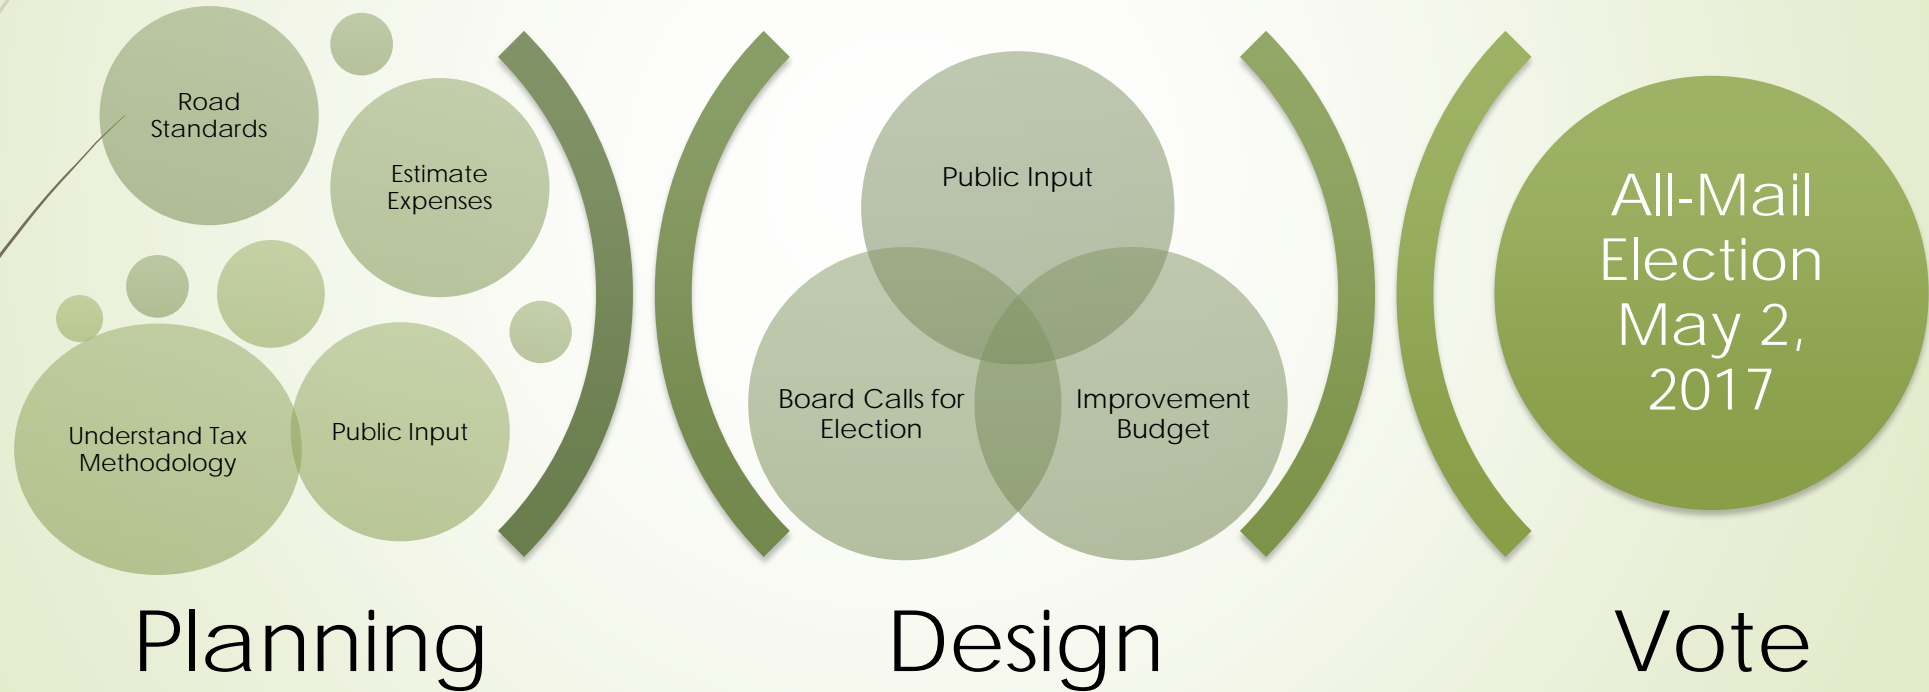 Road
Standards
Estimate
Expenses
Understand Tax
Methodology
Public Input
Planning
Public Input
Board Calls for
Election
Improvement
Budget
Design
All-Mail
Election
May 2,
2017
Vote